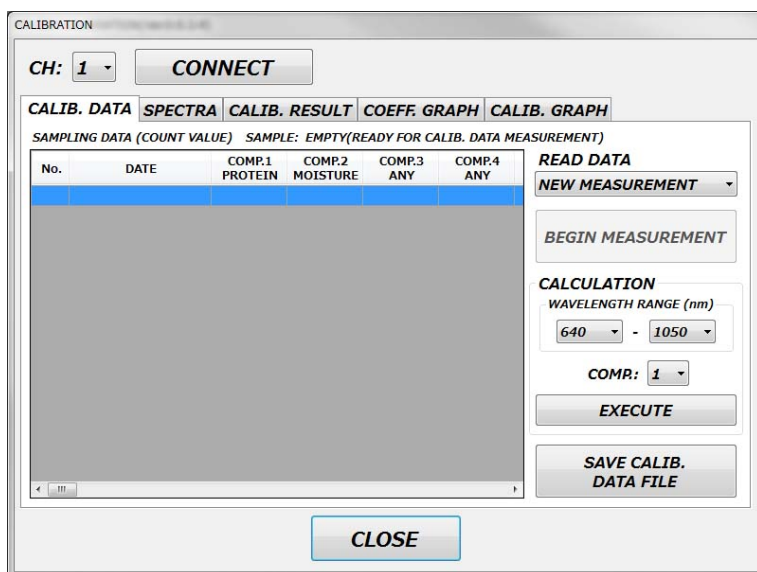 CALIBRATION
CH: 1 CONNECT
CALIB. DATA SPECTRA CALIB. RESULT COEFF. GRAPH CALIB. GRAPH
SAMPLING DATA (COUNT VALUE) SAMPLE: EMPTY(READY FOR CALIB. DATA MEASUREMENT)
No. DATE COMP.1 PROTEIN COMP.2 MOISTURE COMP.3 ANY COMP.4 ANY
READ DATA
NEW MEASUREMENT
BEGIN MEASUREMENT
CALCULATION
WAVELENGTH RANGE (nm)
640 - 1050
COMP.: 1
EXECUTE
SAVE CALIB.
DATA FILE
CLOSE